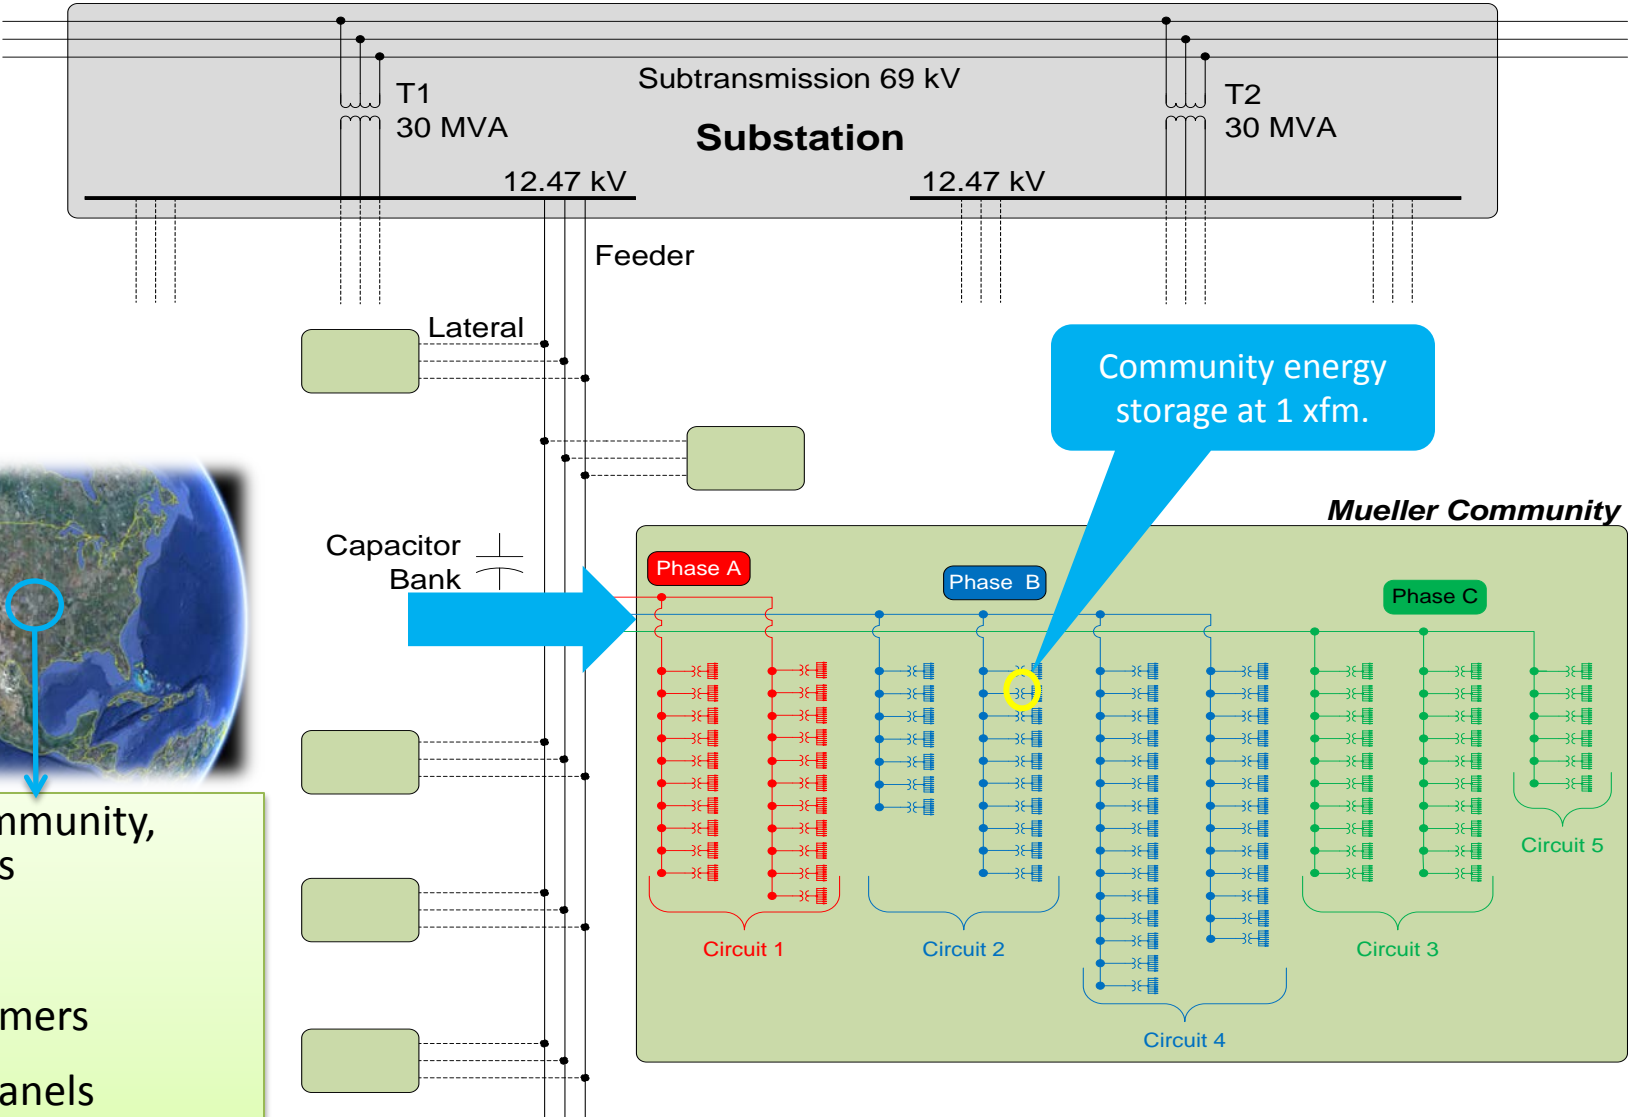 Subtransmission 69 kV
T1
30 MVA
T2
30 MVA
Substation
12.47 kV
12.47 kV
Feeder
Lateral
Community energy
storage at 1 xfm.
Mueller Community
Capacitor
Bank
Phase A
Phase B
Phase C
Circuit 1
Circuit 2
Circuit 3
Circuit 4
Circuit 5
mmunity,
s
mers
anels